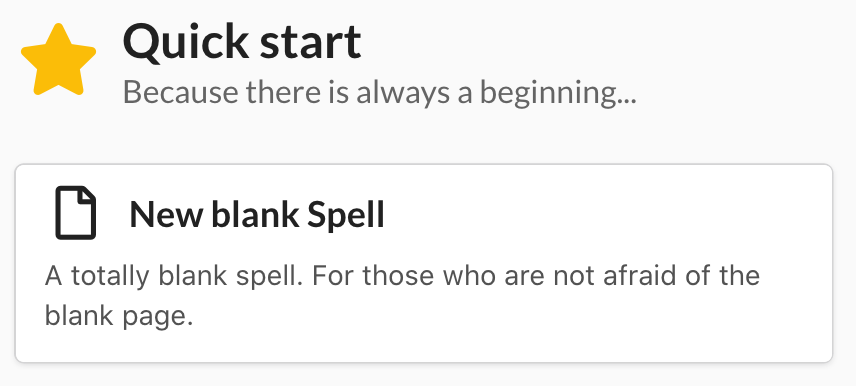 Quick start
Because there is always a beginning...
New blank Spell
A totally blank spell. For those who are not afraid of the
blank page.